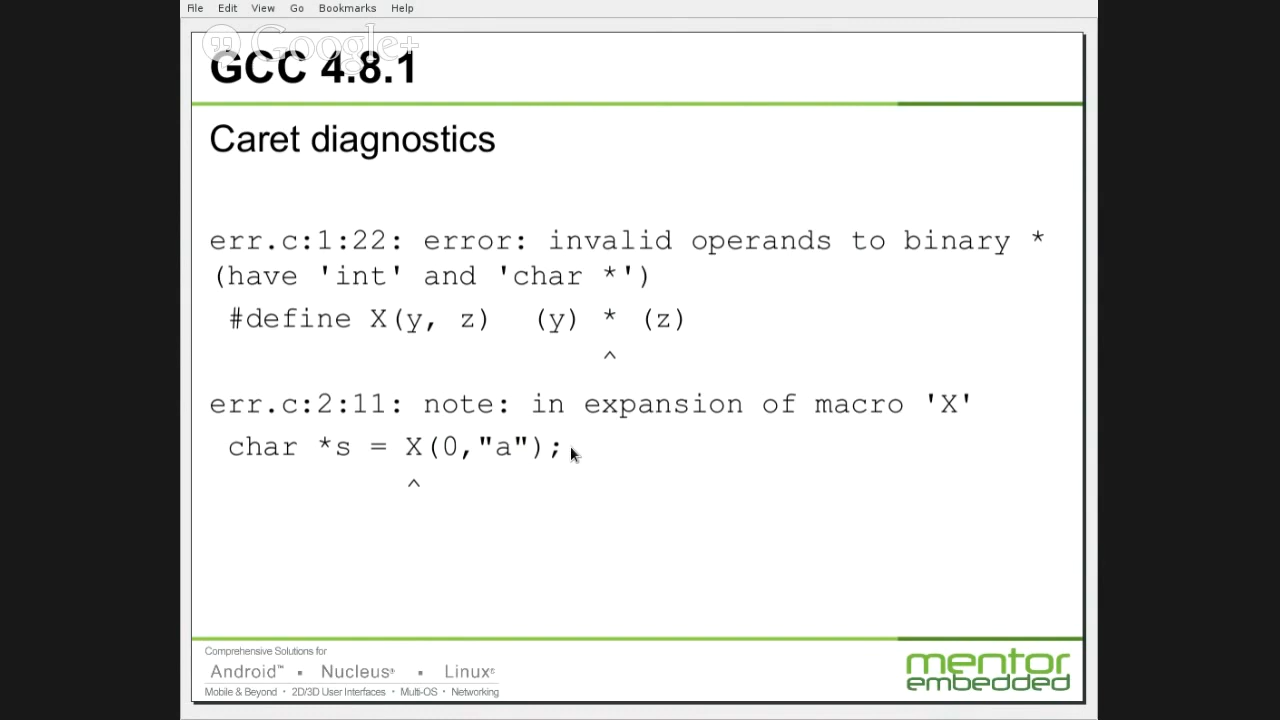 File Edit View Go Bookmarks Help
Google+
GCC 4.8.1
Caret diagnostics
err.c:1:22: error: invalid operands to binary *
(have 'int' and 'char *')
#define X(y, z)  (y) * (z)
^
err.c:2:11: note: in expansion of macro 'X'
char *s = X(0,"a");
^
Comprehensive Solutions for
Android™ ▪ Nucleus® ▪ Linux®
Mobile & Beyond • 2D/3D User Interfaces • Multi-OS • Networking
mentor
embedded